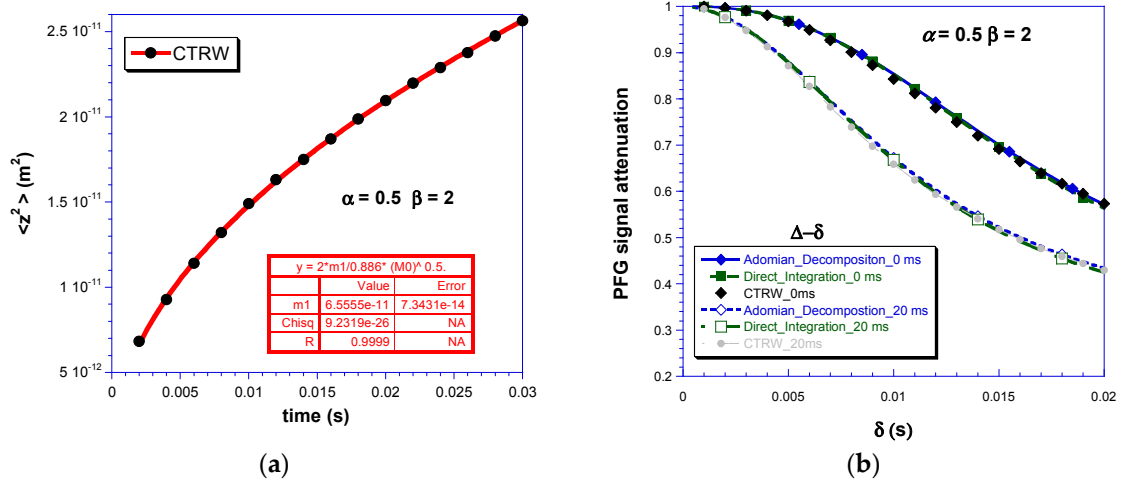 CTRW
α = 0.5 β = 2
y = 2*m1/0.886* (M0)^ 0.5.
Value Error
m1 6.5555e-11 7.3431e-14
Chisq 9.2319e-26 NA
R 0.9999 NA
<z² > (m²)
2.5 10⁻¹¹
2 10⁻¹¹
1.5 10⁻¹¹
1 10⁻¹¹
5 10⁻¹²
0 0.005 0.01 0.015 0.02 0.025 0.03
time (s)
(a)
α = 0.5 β = 2
PFG signal attenuation
1
0.9
0.8
0.7
0.6
0.5
0.4
0.3
0.2
Δ−δ
Adomian_Decompositon_0 ms
Direct_Integration_0 ms
CTRW_0ms
Adomian_Decompostion_20 ms
Direct_Integration_20 ms
CTRW_20ms
0 0.005 0.01 0.015 0.02
δ (s)
(b)